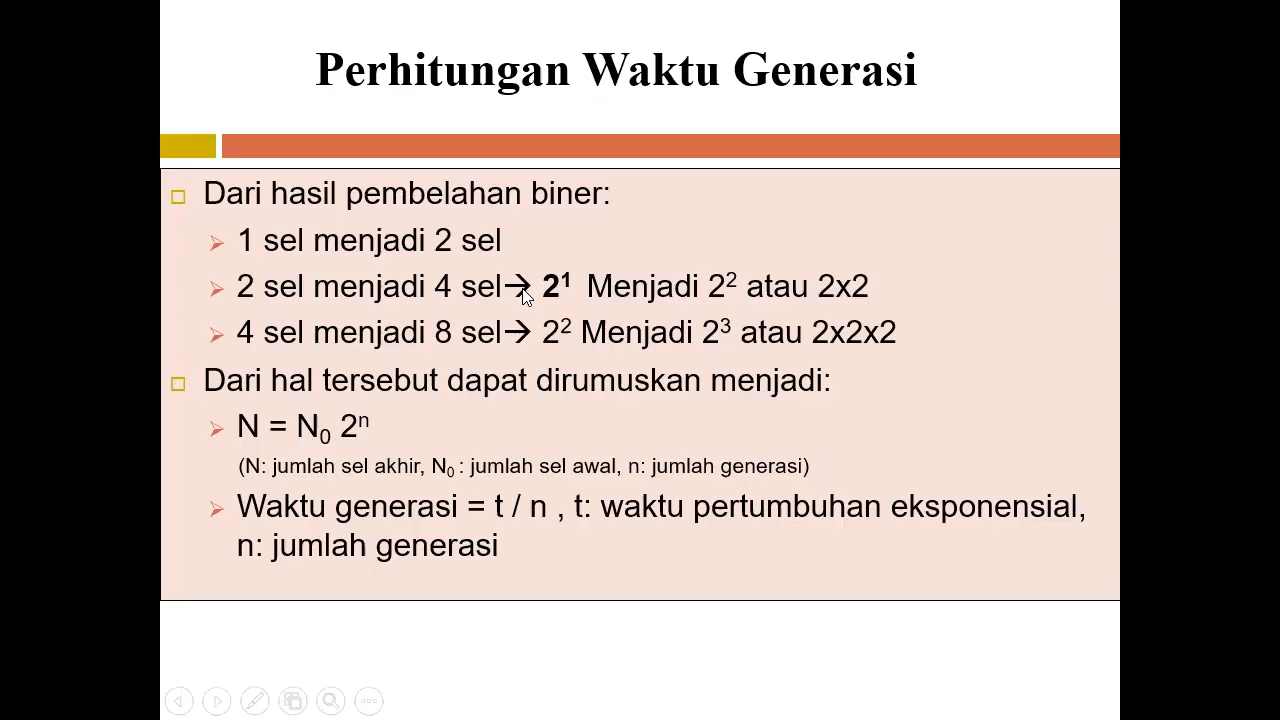 Perhitungan Waktu Generasi
Dari hasil pembelahan biner:
1 sel menjadi 2 sel
2 sel menjadi 4 sel→ 2¹ Menjadi 2² atau 2x2
4 sel menjadi 8 sel→ 2² Menjadi 2³ atau 2x2x2
Dari hal tersebut dapat dirumuskan menjadi:
N = N₀ 2ⁿ
(N: jumlah sel akhir, N₀ : jumlah sel awal, n: jumlah generasi)
Waktu generasi = t / n , t: waktu pertumbuhan eksponensial,
n: jumlah generasi